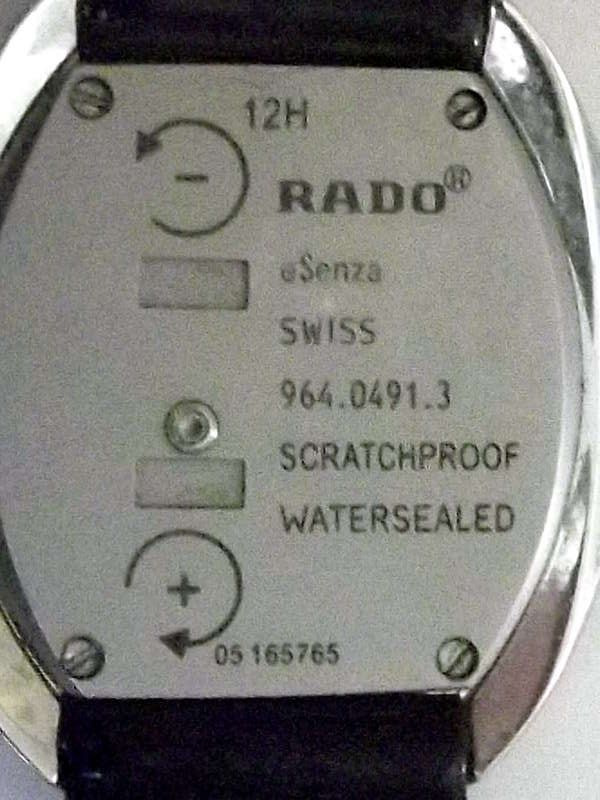 12H
−
RADO®
eSenza
SWISS
964.0491.3
SCRATCHPROOF
WATERSEALED
+
05 165765